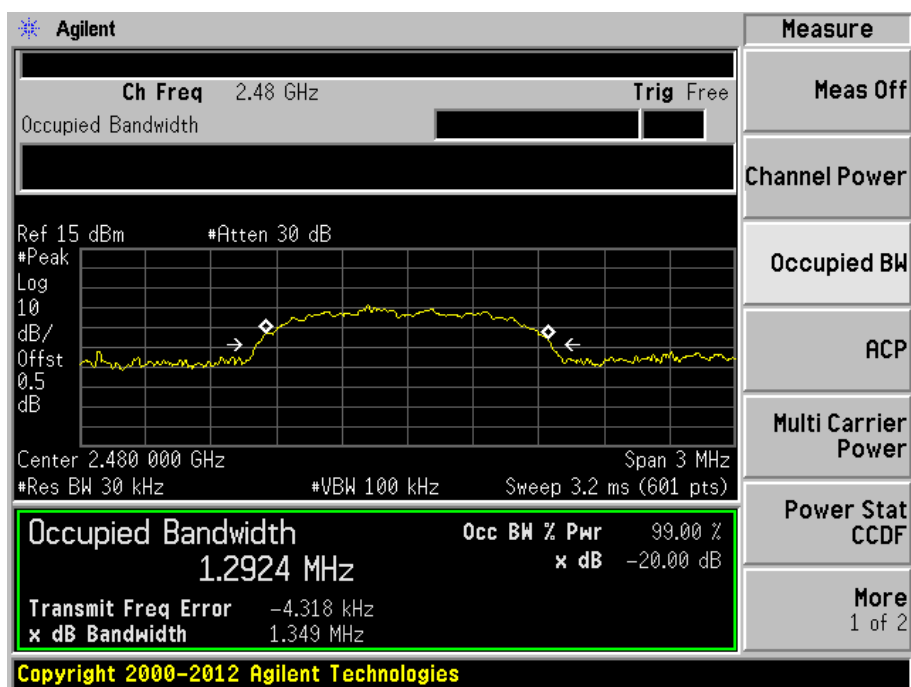 Agilent
Measure
Ch Freq 2.48 GHz Trig Free
Occupied Bandwidth
Meas Off
Channel Power
Occupied BW
ACP
Multi Carrier
Power
Power Stat
CCDF
More
1 of 2
Ref 15 dBm #Atten 30 dB
#Peak
Log
10
dB/
Offst
0.5
dB
Center 2.480 000 GHz Span 3 MHz
#Res BW 30 kHz #VBW 100 kHz Sweep 3.2 ms (601 pts)
Occupied Bandwidth Occ BW % Pwr 99.00 %
1.2924 MHz x dB -20.00 dB
Transmit Freq Error -4.318 kHz
x dB Bandwidth 1.349 MHz
Copyright 2000-2012 Agilent Technologies